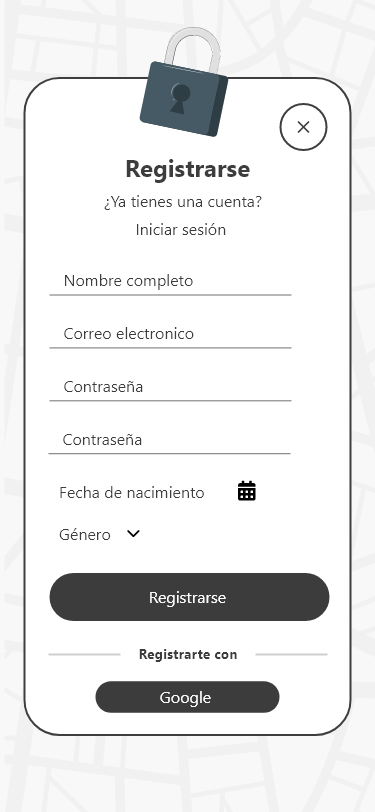 Registrarse
¿Ya tienes una cuenta?
Iniciar sesión
Nombre completo
Correo electronico
Contraseña
Contraseña
Fecha de nacimiento
Género
Registrarse
Registrarte con
Google